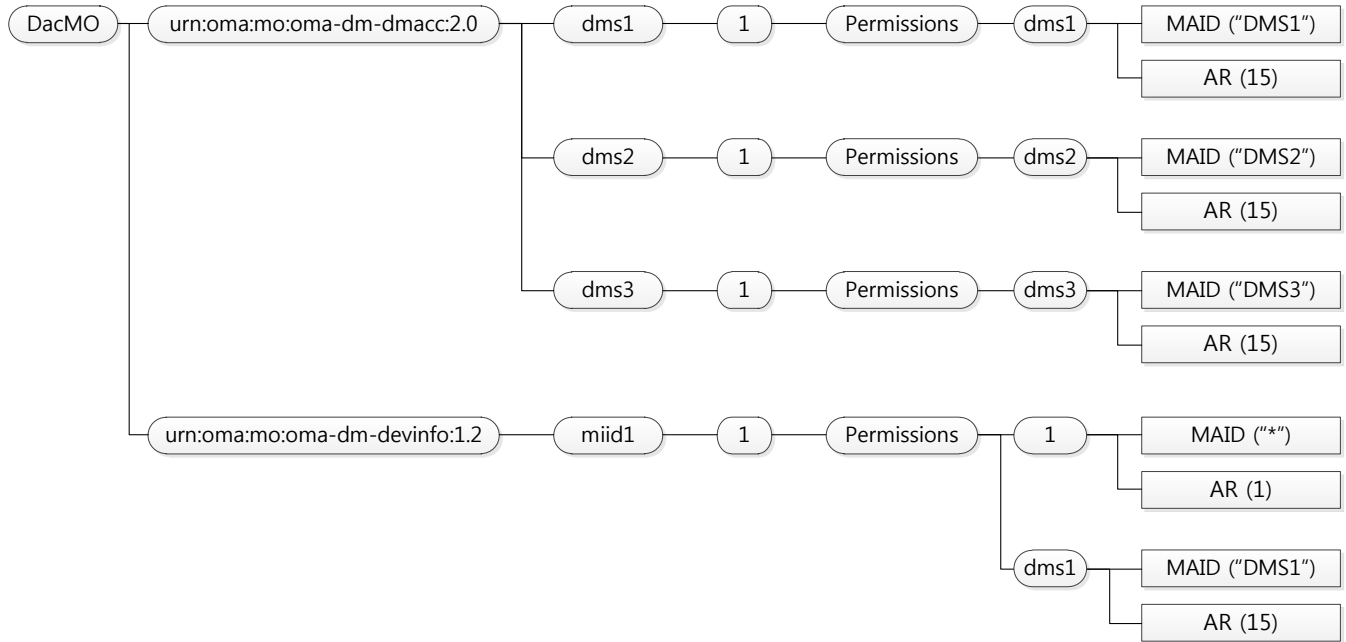 DacMO urn:oma:mo:oma-dm-dmacc:2.0 dms1 1 Permissions dms1 MAID ("DMS1")
AR (15)
dms2 1 Permissions dms2 MAID ("DMS2")
AR (15)
dms3 1 Permissions dms3 MAID ("DMS3")
AR (15)
urn:oma:mo:oma-dm-devinfo:1.2 miid1 1 Permissions 1 MAID ("*")
AR (1)
dms1 MAID ("DMS1")
AR (15)